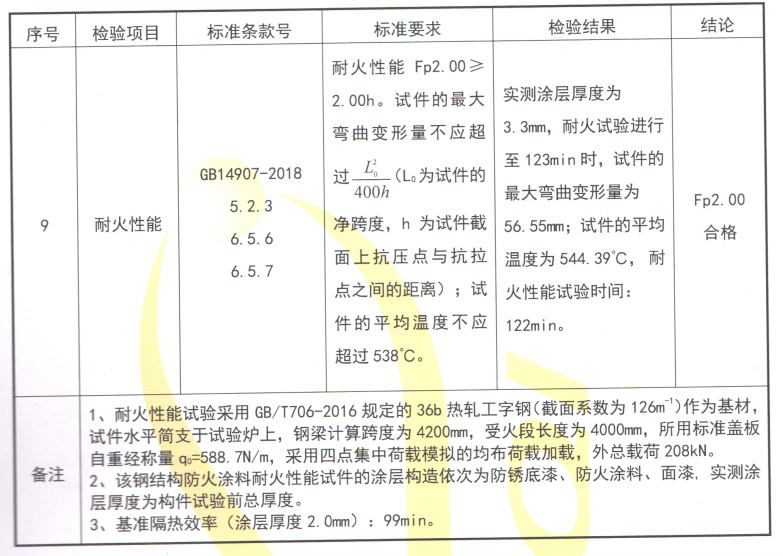 序号 检验项目 标准条款号 标准要求 检验结果 结论
9
耐火性能
GB14907-2018
5.2.3
6.5.6
6.5.7
耐火性能 Fp2.00≥
2.00h。试件的最大
弯曲变形量不应超
过 L₀²/400h (L₀为试件的
净跨度，h 为试件截
面上抗压点与抗拉
点之间的距离)；试
件的平均温度不应
超过538℃。
实测涂层厚度为
3.3mm，耐火试验进行
至123min时，试件的
最大弯曲变形量为
56.55mm；试件的平均
温度为544.39℃， 耐
火性能试验时间：
122min。
Fp2.00
合格
备注
1、耐火性能试验采用 GB/T706-2016 规定的 36b 热轧工字钢(截面系数为 126m⁻¹)作为基材，
试件水平简支于试验炉上，钢梁计算跨度为 4200mm，受火段长度为 4000mm，所用标准盖板
自重经称量 q₀=588.7N/m，采用四点集中荷载模拟的均布荷载加载，外总载荷 208kN。
2、该钢结构防火涂料耐火性能试件的涂层构造依次为防锈底漆、防火涂料、面漆，实测涂
层厚度为构件试验前总厚度。
3、基准隔热效率（涂层厚度 2.0mm）：99min。